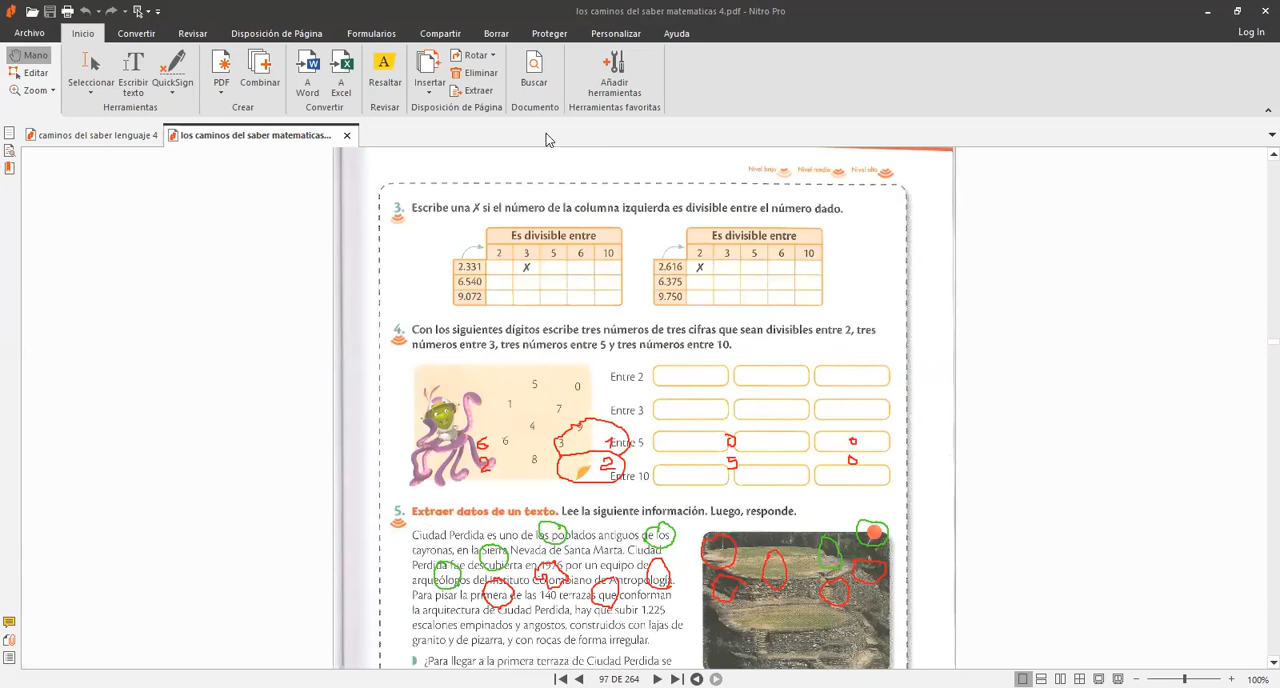 los caminos del saber matematicas 4.pdf - Nitro Pro
Archivo Inicio Convertir Revisar Disposición de Página Formularios Compartir Borrar Proteger Personalizar Ayuda Log In
Mano
Editar
Zoom
Seleccionar
Escribir texto
QuickSign
Herramientas
PDF
Combinar
Crear
A Word
A Excel
Convertir
Resaltar
Revisar
Insertar
Rotar
Eliminar
Extraer
Disposición de Página
Buscar
Documento
Añadir herramientas
Herramientas favoritas
caminos del saber lenguaje 4
los caminos del saber matematicas...
Nivel bajo Nivel medio Nivel alto
3. Escribe una ✗ si el número de la columna izquierda es divisible entre el número dado.
Es divisible entre
2 3 5 6 10
2.331 ✗
6.540
9.072
Es divisible entre
2 3 5 6 10
2.616 ✗
6.375
9.750
4. Con los siguientes dígitos escribe tres números de tres cifras que sean divisibles entre 2, tres
números entre 3, tres números entre 5 y tres números entre 10.
5 0
1 7
4 9
6 3
8
6 1 0 0
2 2 5 0
Entre 2
Entre 3
Entre 5
Entre 10
5. Extraer datos de un texto. Lee la siguiente información. Luego, responde.
Ciudad Perdida es uno de los poblados antiguos de los
tayronas, en la Sierra Nevada de Santa Marta. Ciudad
Perdida fue descubierta en 1976 por un equipo de
arqueólogos del Instituto Colombiano de Antropología.
Para pisar la primera de las 140 terrazas que conforman
la arquitectura de Ciudad Perdida, hay que subir 1.225
escalones empinados y angostos, construidos con lajas de
granito y de pizarra, y con rocas de forma irregular.
¿Para llegar a la primera terraza de Ciudad Perdida se
97 DE 264
100%